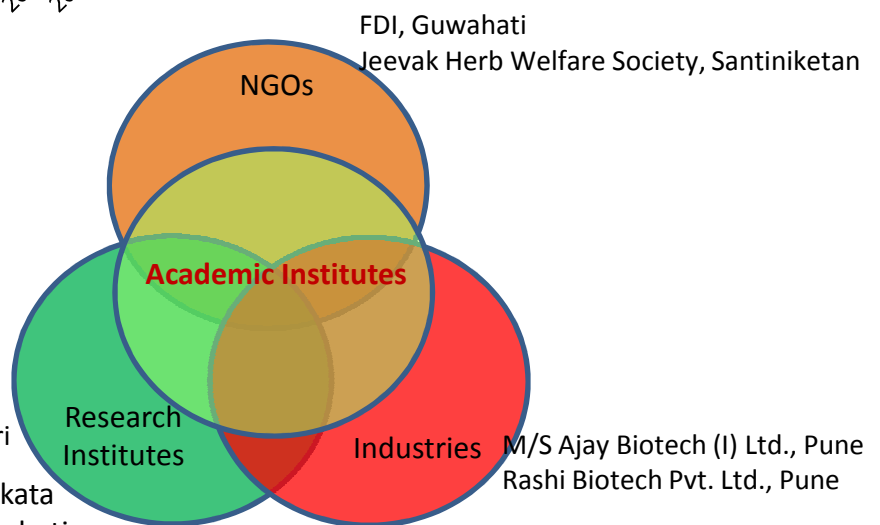 FDI, Guwahati
Jeevak Herb Welfare Society, Santiniketan
NGOs
Academic Institutes
Research
Institutes
Industries
M/S Ajay Biotech (I) Ltd., Pune
Rashi Biotech Pvt. Ltd., Pune